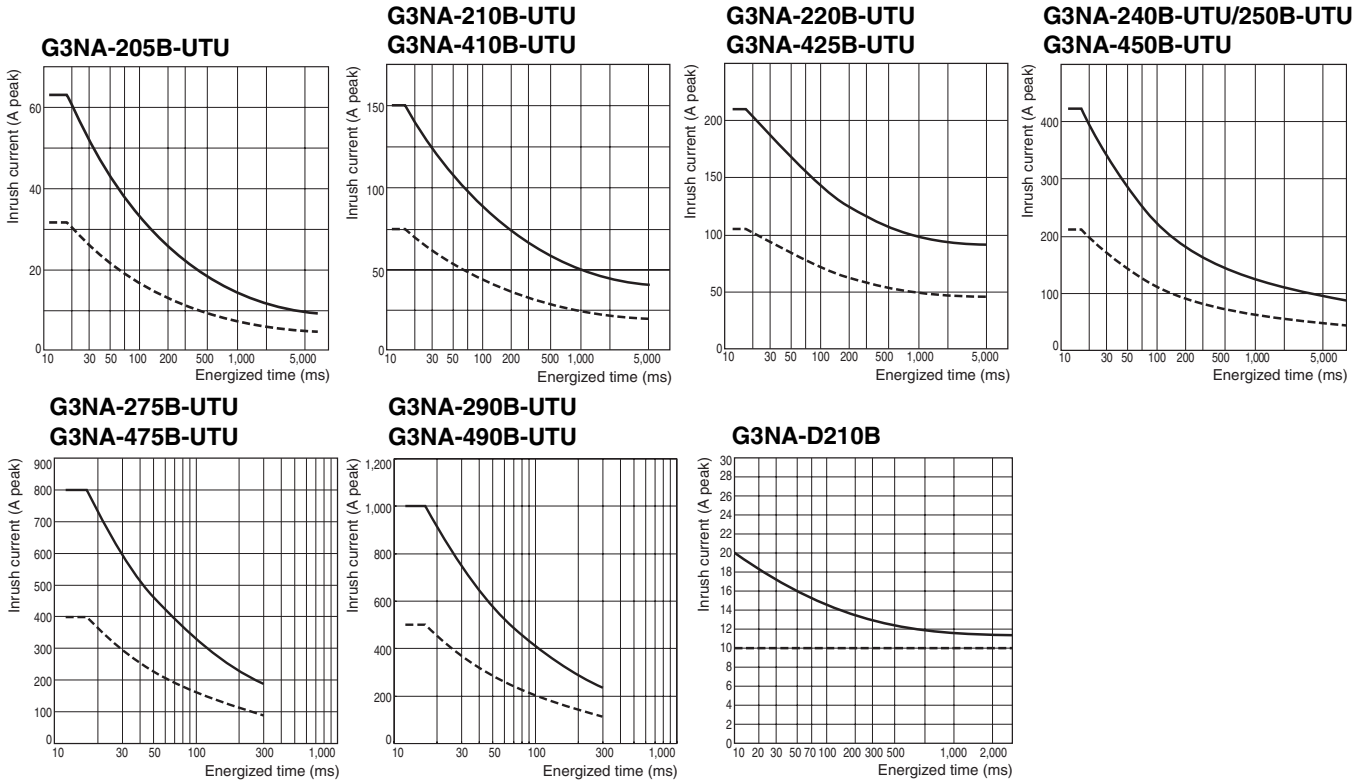 G3NA-205B-UTU
Inrush current (A peak)
60
40
20
0
10 30 50 100 200 500 1,000 5,000
Energized time (ms)
G3NA-210B-UTU
G3NA-410B-UTU
Inrush current (A peak)
150
100
50
0
10 30 50 100 200 500 1,000 5,000
Energized time (ms)
G3NA-220B-UTU
G3NA-425B-UTU
Inrush current (A peak)
200
150
100
50
0
10 30 50 100 200 500 1,000 5,000
Energized time (ms)
G3NA-240B-UTU/250B-UTU
G3NA-450B-UTU
Inrush current (A peak)
400
300
200
100
0
10 30 50 100 200 500 1,000 5,000
Energized time (ms)
G3NA-275B-UTU
G3NA-475B-UTU
Inrush current (A peak)
900
800
700
600
500
400
300
200
100
0
10 30 50 100 300 1,000
Energized time (ms)
G3NA-290B-UTU
G3NA-490B-UTU
Inrush current (A peak)
1,200
1,000
800
600
400
200
0
10 30 50 100 300 1,000
Energized time (ms)
G3NA-D210B
Inrush current (A peak)
30
28
26
24
22
20
18
16
14
12
10
8
6
4
2
0
10 20 30 50 70 100 200 300 500 1,000 2,000
Energized time (ms)